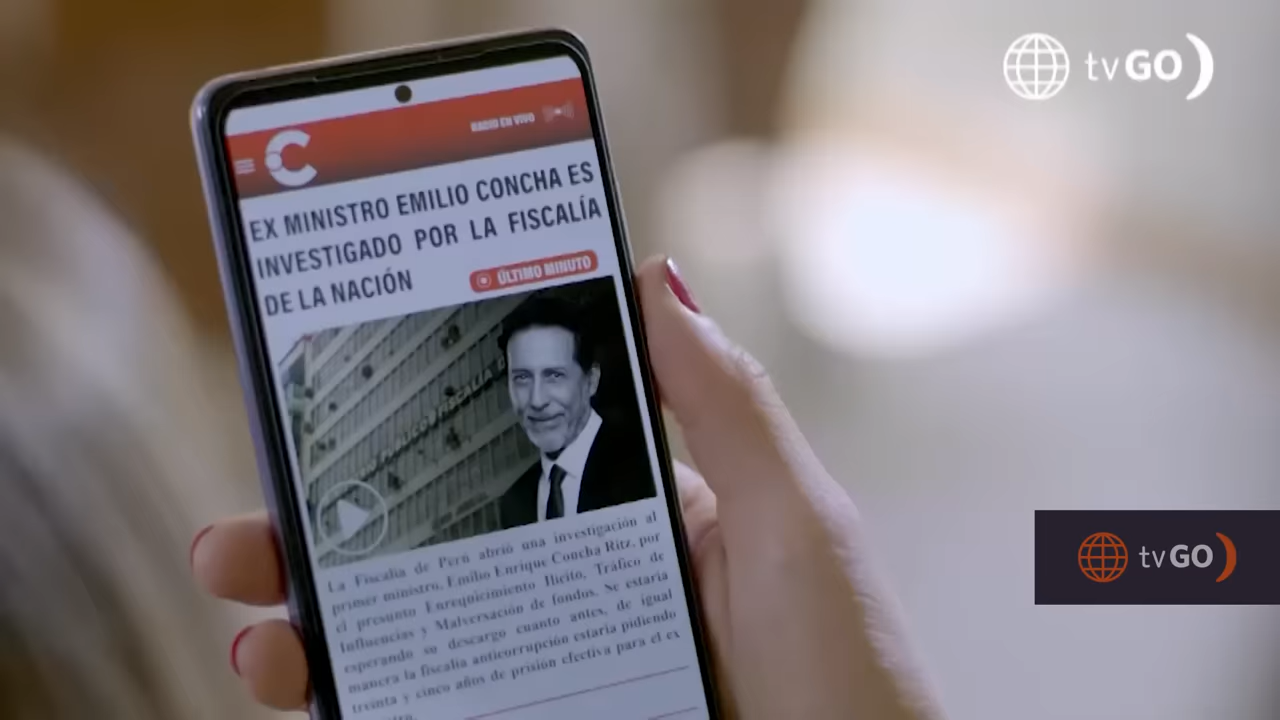 tvGO
RADIO EN VIVO
C
EX MINISTRO EMILIO CONCHA ES
INVESTIGADO POR LA FISCALÍA
DE LA NACIÓN
ÚLTIMO MINUTO
FISCALIA D
La Fiscalía de Perú abrió una investigación al
primer ministro, Emilio Enrique Concha Ritz, por
el presunto Enrequicimiento Ilícito, Tráfico de
Influencias y Malversación de fondos. Se estaría
esperando su descargo cuanto antes, de igual
manera la fiscalía anticorrupción estaría pidiendo
treinta y cinco años de prisión efectiva para el ex
tvGO